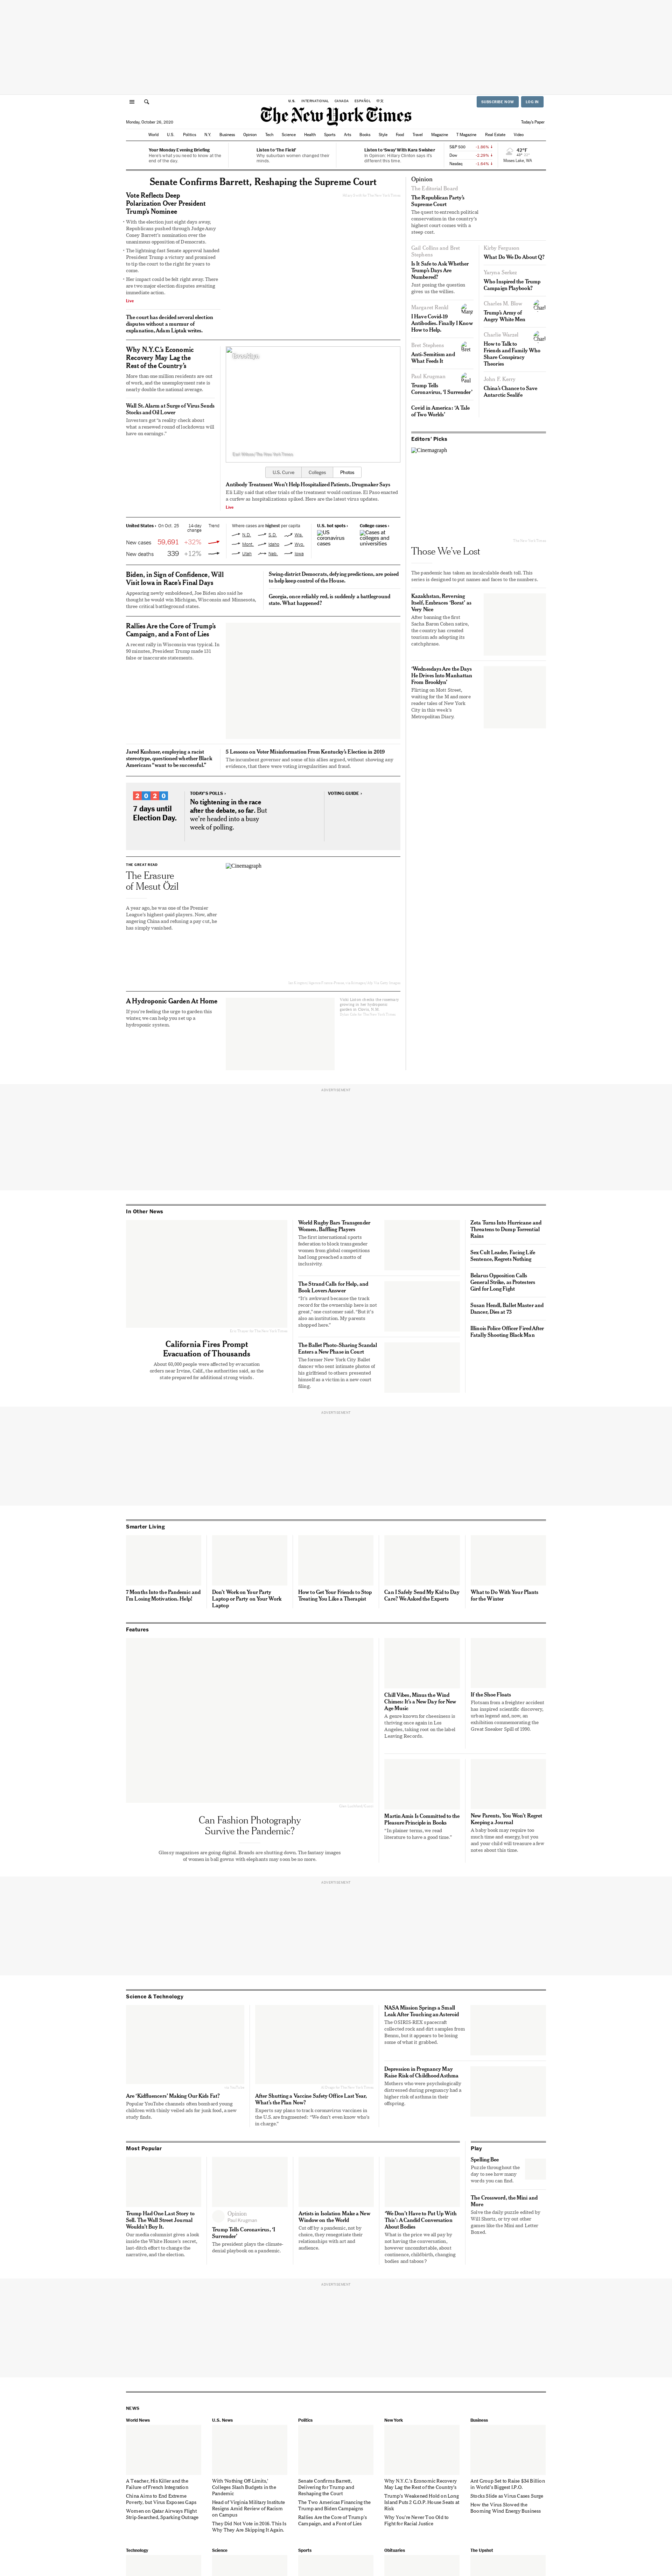 U.S.
INTERNATIONAL
CANADA
ESPAÑOL
中文
SUBSCRIBE NOW
LOG IN
The New York Times
Monday, October 26, 2020
Today's Paper
World
U.S.
Politics
N.Y.
Business
Opinion
Tech
Science
Health
Sports
Arts
Books
Style
Food
Travel
Magazine
T Magazine
Real Estate
Video
Your Monday Evening Briefing
Here's what you need to know at the
end of the day.
Listen to 'The Field'
Why suburban women changed their
minds.
Listen to 'Sway' With Kara Swisher
In Opinion: Hillary Clinton says it's
different this time.
S&P 500 -1.86% ↓
Dow -2.29% ↓
Nasdaq -1.64% ↓
42°F
Moses Lake, WA
Senate Confirms Barrett, Reshaping the Supreme Court
Vote Reflects Deep
Polarization Over President
Trump's Nominee
• With the election just eight days away,
Republicans pushed through Judge Amy
Coney Barrett's nomination over the
unanimous opposition of Democrats.
• The lightning-fast Senate approval handed
President Trump a victory and promised
to tip the court to the right for years to
come.
• Her impact could be felt right away. There
are two major election disputes awaiting
immediate action.
Live
The court has decided several election
disputes without a murmur of
explanation, Adam Liptak writes.
Why N.Y.C.'s Economic
Recovery May Lag the
Rest of the Country's
More than one million residents are out
of work, and the unemployment rate is
nearly double the national average.
Wall St. Alarm at Surge of Virus Sends
Stocks and Oil Lower
Investors got "a reality check about
what a renewed round of lockdowns will
have on earnings."
Brooklyn.
U.S. Curve
Colleges
Photos
Antibody Treatment Won't Help Hospitalized Patients, Drugmaker Says
Eli Lilly said that other trials of the treatment would continue. El Paso enacted
a curfew as hospitalizations spiked. Here are the latest virus updates.
Live
United States › On Oct. 25 14-day
change Trend
New cases 59,691 +32%
New deaths 339 +12%
Where cases are highest per capita
N.D. S.D. Wis.
Mont. Idaho Wyo.
Utah Neb. Iowa
U.S. hot spots ›
US
coronavirus
cases
College cases ›
Cases at
colleges and
universities
Biden, in Sign of Confidence, Will
Visit Iowa in Race's Final Days
Appearing newly emboldened, Joe Biden also said he
thought he would win Michigan, Wisconsin and Minnesota,
three critical battleground states.
Swing-district Democrats, defying predictions, are poised
to help keep control of the House.
Georgia, once reliably red, is suddenly a battleground
state. What happened?
Rallies Are the Core of Trump's
Campaign, and a Font of Lies
A recent rally in Wisconsin was typical. In
90 minutes, President Trump made 131
false or inaccurate statements.
Jared Kushner, employing a racist
stereotype, questioned whether Black
Americans "want to be successful."
5 Lessons on Voter Misinformation From Kentucky's Election in 2019
The incumbent governor and some of his allies argued, without showing any
evidence, that there were voting irregularities and fraud.
2020
7 days until
Election Day.
TODAY'S POLLS ›
No tightening in the race
after the debate, so far. But
we're headed into a busy
week of polling.
VOTING GUIDE ›
THE GREAT READ
The Erasure
of Mesut Özil
A year ago, he was one of the Premier
League's highest-paid players. Now, after
angering China and refusing a pay cut, he
has simply vanished.
Cinemagraph
A Hydroponic Garden At Home
If you're feeling the urge to garden this
winter, we can help you set up a
hydroponic system.
Opinion
The Editorial Board
The Republican Party's
Supreme Court
The quest to entrench political
conservatism in the country's
highest court comes with a
steep cost.
Gail Collins and Bret
Stephens
Is It Safe to Ask Whether
Trump's Days Are
Numbered?
Just posing the question
gives us the willies.
Kathy Ferguson
What Do We Do About Q?
Yaryna Serkez
Who Inspired the Trump
Campaign Playbook?
Margaret Renkl
I Have Covid-19
Antibodies. Finally I Know
How to Help.
Charles M. Blow
Trump's Army of
Angry White Men
Bret Stephens
Anti-Semitism and
What Feeds It
Charlie Warzel
How to Talk to
Friends and Family Who
Share Conspiracy
Theories
Paul Krugman
Trump Tells
Coronavirus, 'I Surrender'
John F. Kerry
China's Chance to Save
Antarctic Sealife
Covid in America: 'A Tale
of Two Worlds'
Editors' Picks
Cinemagraph
Those We've Lost
The pandemic has taken an incalculable death toll. This
series is designed to put names and faces to the numbers.
Kazakhstan, Reversing
Itself, Embraces 'Borat' as
Very Nice
After banning the first
Sacha Baron Cohen satire,
the country has created
tourism ads adopting its
catchphrase.
'Wednesdays Are the Days
He Drives Into Manhattan
From Brooklyn'
Flirting on Mott Street,
waiting for the M and more
reader tales of New York
City in this week's
Metropolitan Diary.
ADVERTISEMENT
In Other News
California Fires Prompt
Evacuation of Thousands
About 60,000 people were affected by evacuation
orders near Irvine, Calif., the authorities said, as the
state prepared for additional strong winds.
World Rugby Bars Transgender
Women, Baffling Players
The first international sports
federation to block transgender
women from global competitions
had long preached a motto of
inclusivity.
The Strand Calls for Help, and
Book Lovers Answer
"It's awkward because the track
record for the ownership here is not
great," one customer said. "But it's
also an institution. My parents
shopped here."
The Ballet Photo-Sharing Scandal
Enters a New Phase in Court
The former New York City Ballet
dancer who sent intimate photos of
his girlfriend to others presented
himself as a victim in a new court
filing.
Zeta Turns Into Hurricane and
Threatens to Dump Torrential
Rains
Sex Cult Leader, Facing Life
Sentence, Regrets Nothing
Belarus Opposition Calls
General Strike, as Protesters
Gird for Long Fight
Susan Hendl, Ballet Master and
Dancer, Dies at 73
Illinois Police Officer Fired After
Fatally Shooting Black Man
ADVERTISEMENT
Smarter Living
7 Months Into the Pandemic and
I'm Losing Motivation. Help!
Don't Work on Your Party
Laptop or Party on Your Work
Laptop
How to Get Your Friends to Stop
Treating You Like a Therapist
Can I Safely Send My Kid to Day
Care? We Asked the Experts
What to Do With Your Plants
for the Winter
Features
Can Fashion Photography
Survive the Pandemic?
Glossy magazines are going digital. Brands are shutting down. The fantasy images
of women in ball gowns with elephants may soon be no more.
Chill Vibes, Minus the Wind
Chimes: It's a New Day for New
Age Music
A genre known for cheesiness is
thriving once again in Los
Angeles, taking root on the label
Leaving Records.
If the Shoe Floats
Flotsam from a freighter accident
has inspired scientific discovery,
urban legend and, now, an
exhibition commemorating the
Great Sneaker Spill of 1990.
Martin Amis Is Committed to the
Pleasure Principle in Books
"In plainer terms, we read
literature to have a good time."
New Parents, You Won't Regret
Keeping a Journal
A baby book may require too
much time and energy, but you
and your child will treasure a few
notes about this time.
ADVERTISEMENT
Science & Technology
Are 'Kidfluencers' Making Our Kids Fat?
Popular YouTube channels often bombard young
children with thinly veiled ads for junk food, a new
study finds.
After Shutting a Vaccine Safety Office Last Year,
What's the Plan Now?
Experts say plans to track coronavirus vaccines in
the U.S. are fragmented: "We don't even know who's
in charge."
NASA Mission Springs a Small
Leak After Touching an Asteroid
The OSIRIS-REX spacecraft
collected rock and dirt samples from
Bennu, but it appears to be losing
some of what it grabbed.
Depression in Pregnancy May
Raise Risk of Childhood Asthma
Mothers who were psychologically
distressed during pregnancy had a
higher risk of asthma in their
offspring.
Most Popular
Trump Had One Last Story to
Sell. The Wall Street Journal
Wouldn't Buy It.
Our media columnist gives a look
inside the White House's secret,
last-ditch effort to change the
narrative, and the election.
Opinion
Paul Krugman
Trump Tells Coronavirus, 'I
Surrender'
The president plays the climate-
denial playbook on a pandemic.
Artists in Isolation Make a New
Window on the World
Cut off by a pandemic, not by
choice, they renegotiate their
relationships with art and
audience.
'We Don't Have to Put Up With
This': A Candid Conversation
About Bodies
What is the price we all pay by
not having the conversation,
however uncomfortable, about
continence, childbirth, changing
bodies and taboos?
Play
Spelling Bee
Puzzle throughout the
day to see how many
words you can find.
The Crossword, the Mini and
More
Solve the daily puzzle edited by
Will Shortz, or try out other
games like the Mini and Letter
Boxed.
ADVERTISEMENT
NEWS
World News
A Teacher, His Killer and the
Failure of French Integration
China Aims to End Extreme
Poverty, but Virus Exposes Gaps
Women on Qatar Airways Flight
Strip-Searched, Sparking Outrage
U.S. News
With 'Nothing Off-Limits,'
Colleges Slash Budgets in the
Pandemic
Head of Virginia Military Institute
Resigns Amid Review of Racism
on Campus
They Did Not Vote in 2016. This Is
Why They Are Skipping It Again.
Politics
Senate Confirms Barrett,
Delivering for Trump and
Reshaping the Court
The Two Americas Financing the
Trump and Biden Campaigns
Rallies Are the Core of Trump's
Campaign, and a Font of Lies
New York
Why N.Y.C.'s Economic Recovery
May Lag the Rest of the Country's
Trump's Weakened Hold on Long
Island Puts 2 G.O.P. House Seats at
Risk
Why You're Never Too Old to
Fight for Racial Justice
Business
Ant Group Set to Raise $34 Billion
in World's Biggest I.P.O.
Stocks Slide as Virus Cases Surge
How the Virus Slowed the
Booming Wind Energy Business
Technology
Science
Sports
Obituaries
The Upshot